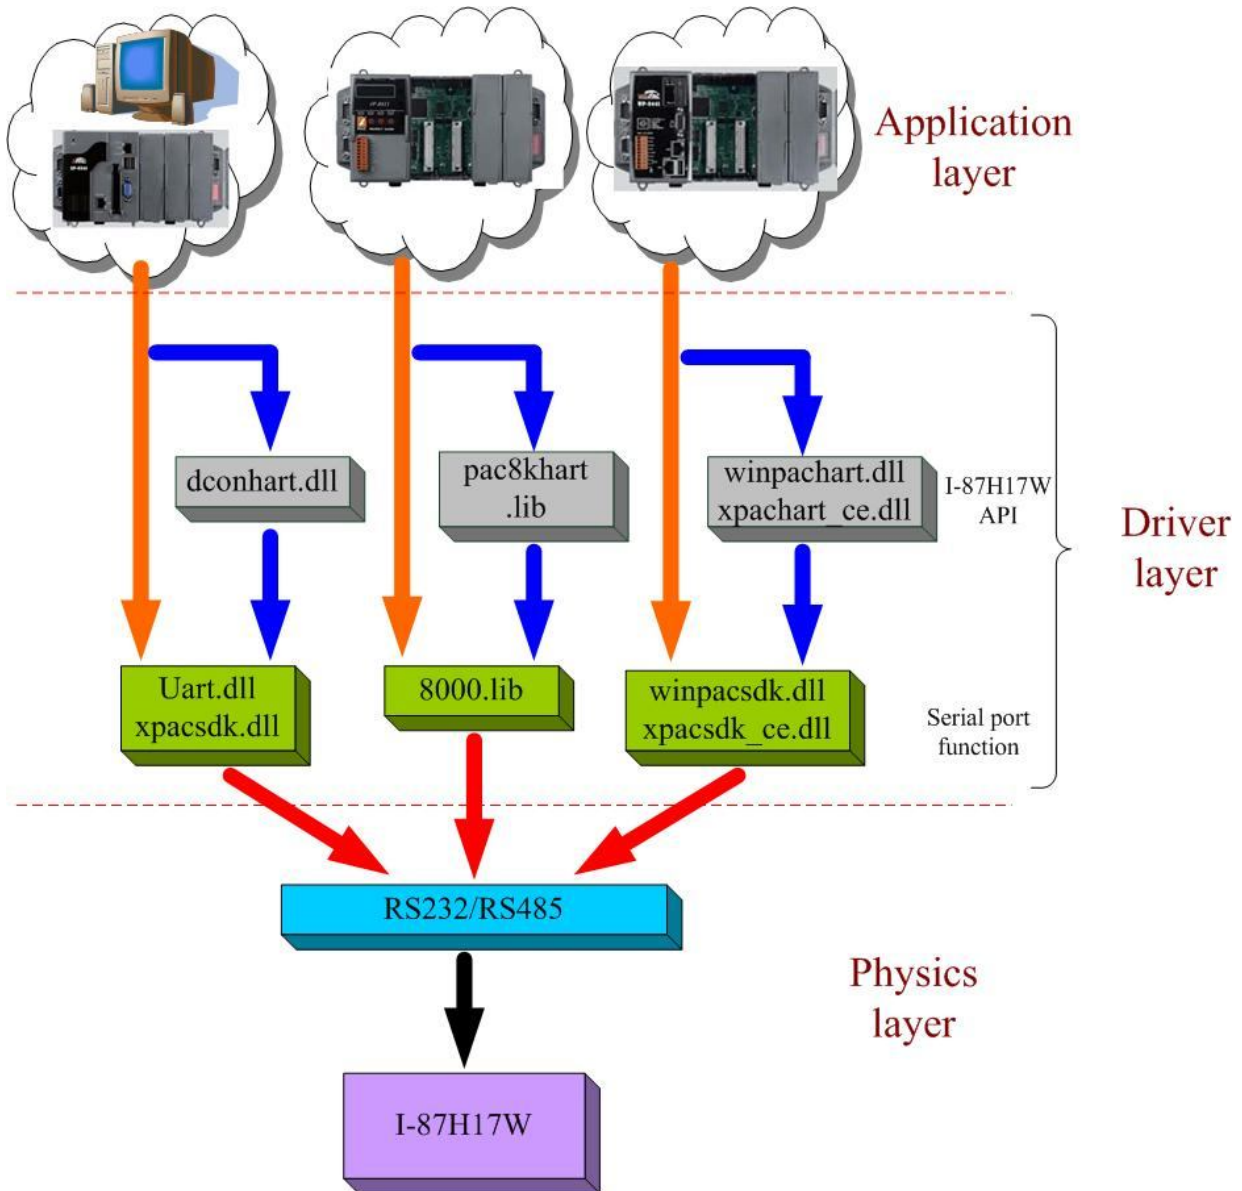 Application
layer
dconhart.dll
pac8khart
.lib
winpachart.dll
xpachart_ce.dll
I-87H17W
API
Driver
layer
Uart.dll
xpacsdk.dll
8000.lib
winpacsdk.dll
xpacsdk_ce.dll
Serial port
function
RS232/RS485
Physics
layer
I-87H17W